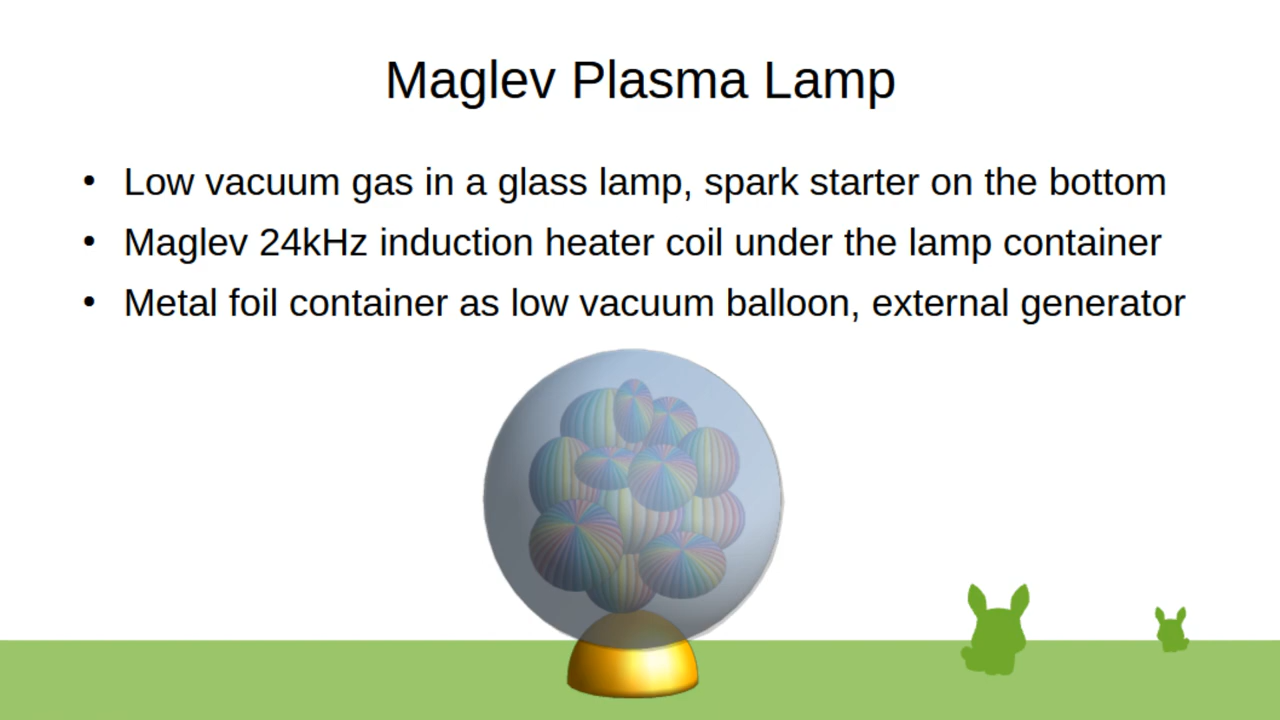 Maglev Plasma Lamp
• Low vacuum gas in a glass lamp, spark starter on the bottom
• Maglev 24kHz induction heater coil under the lamp container
• Metal foil container as low vacuum balloon, external generator